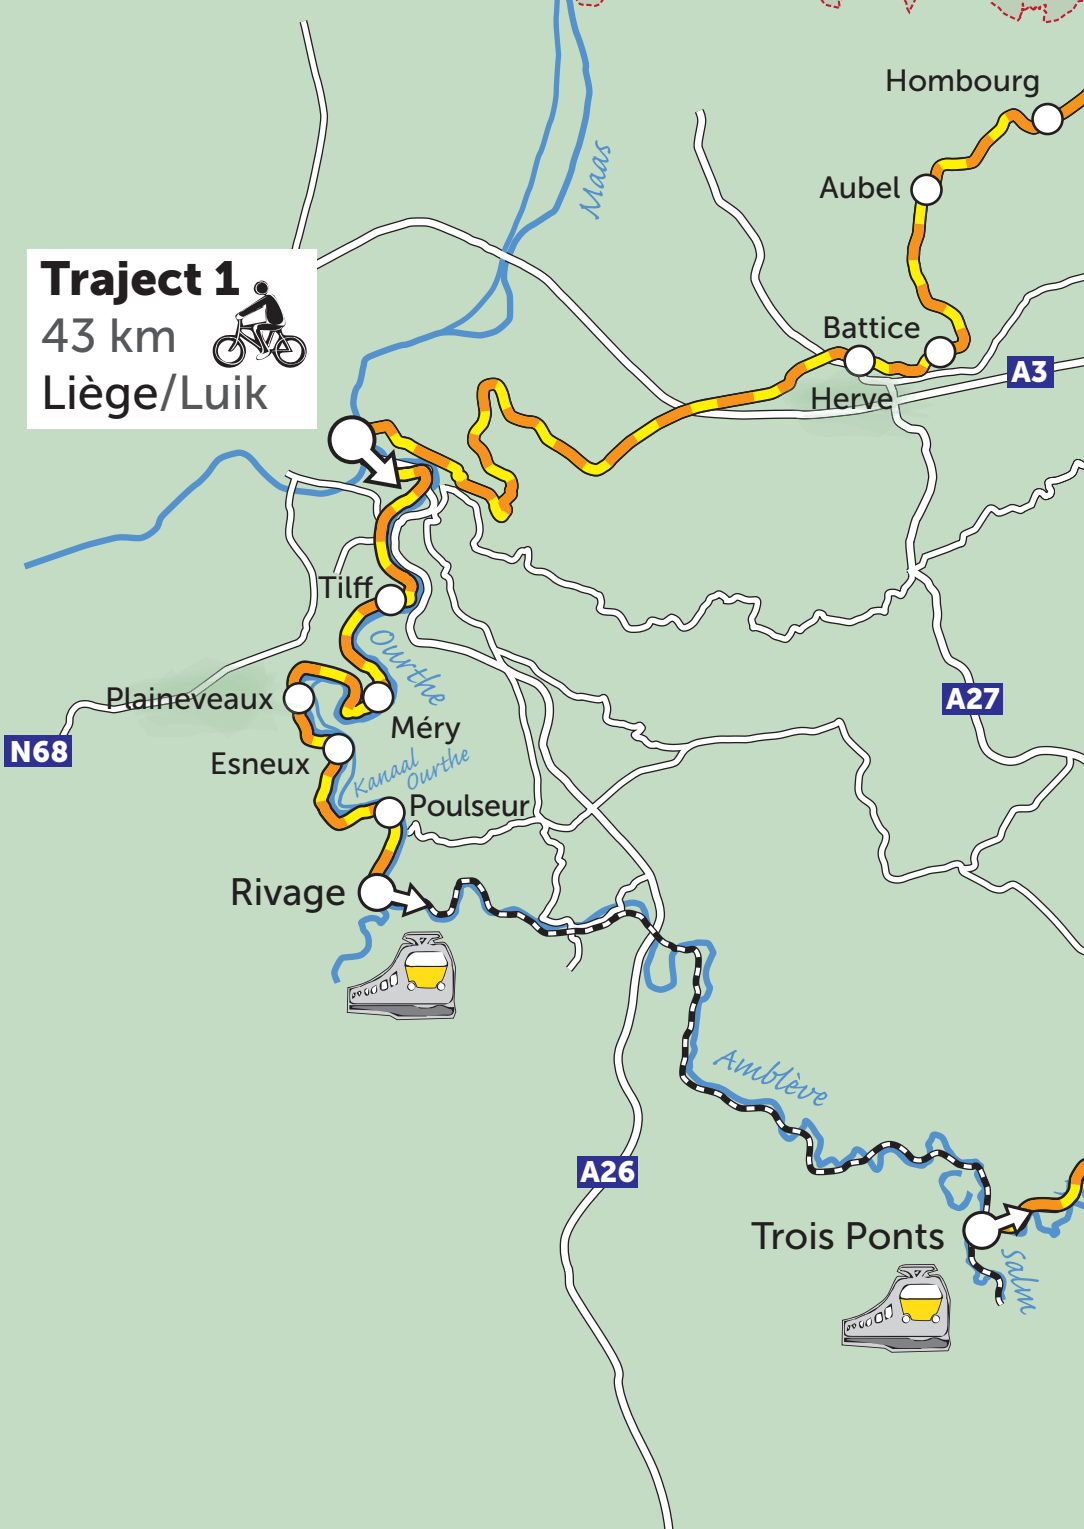 Hombourg
Maas
Aubel
Traject 1
43 km
Liège/Luik
Battice
A3
Herve
Tilff
Ourthe
Plaineveaux
A27
Méry
N68
Esneux
Kanaal
Ourthe
Poulseur
Rivage
Amblève
A26
Trois Ponts
Salm